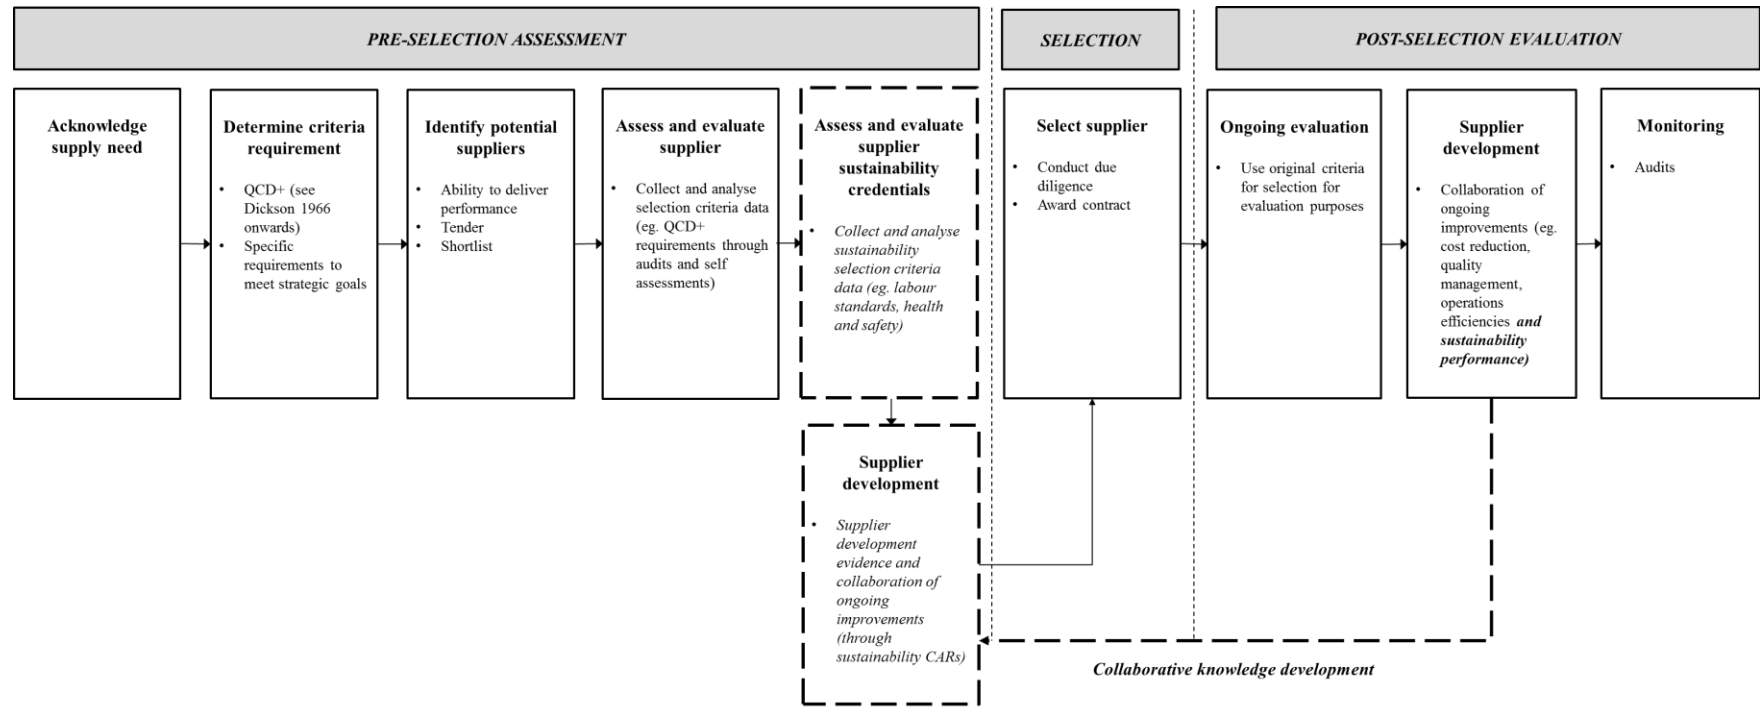 PRE-SELECTION ASSESSMENT
SELECTION
POST-SELECTION EVALUATION
Acknowledge
supply need
Determine criteria
requirement
• QCD+ (see
Dickson 1966
onwards)
• Specific
requirements to
meet strategic goals
Identify potential
suppliers
• Ability to deliver
performance
• Tender
• Shortlist
Assess and evaluate
supplier
• Collect and analyse
selection criteria data
(eg. QCD+
requirements through
audits and self
assessments)
Assess and evaluate
supplier
sustainability
credentials
• Collect and analyse
sustainability
selection criteria
data (eg. labour
standards, health
and safety)
Supplier
development
• Supplier
development
evidence and
collaboration of
ongoing
improvements
(through
sustainability CARs)
Select supplier
• Conduct due
diligence
• Award contract
Ongoing evaluation
• Use original criteria
for selection for
evaluation purposes
Supplier
development
• Collaboration of
ongoing
improvements (eg.
cost reduction,
quality
management,
operations
efficiencies and
sustainability
performance)
Monitoring
• Audits
Collaborative knowledge development